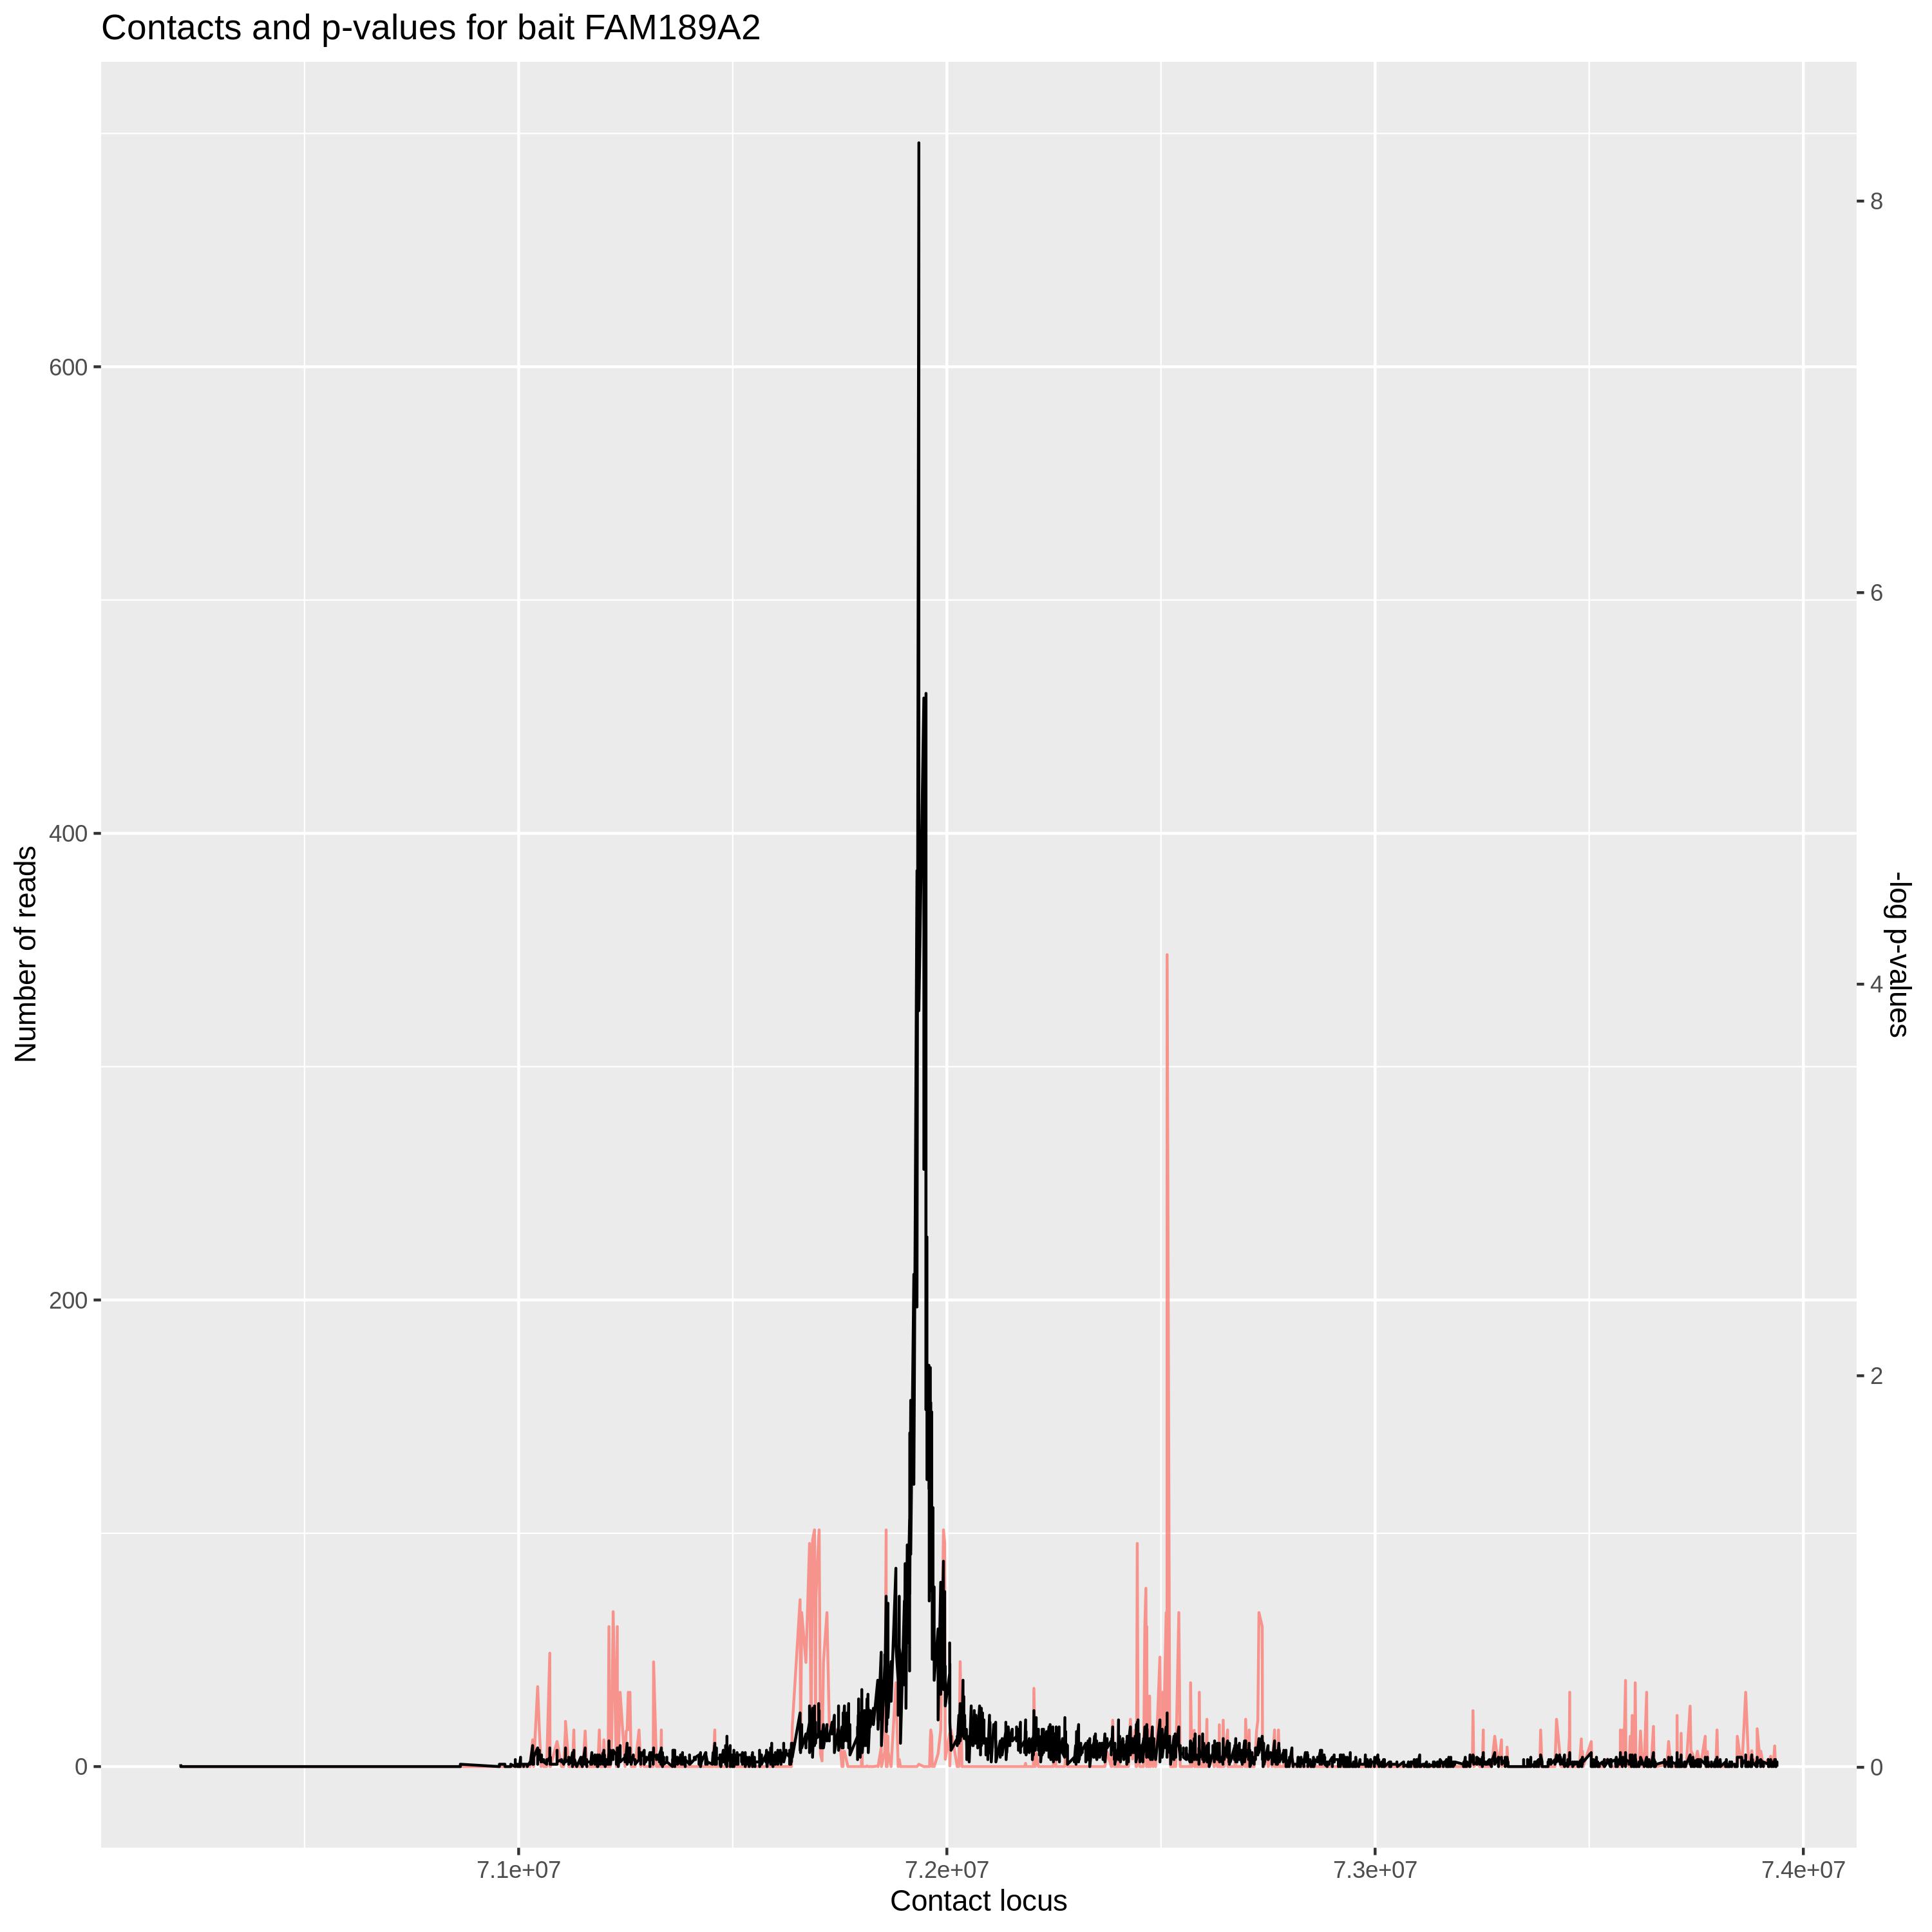 Contacts and p-values for bait FAM189A2
Number of reads
600
400
200
0
8
6
4
2
0
-log p-values
7.1e+07
7.2e+07
7.3e+07
7.4e+07
Contact locus